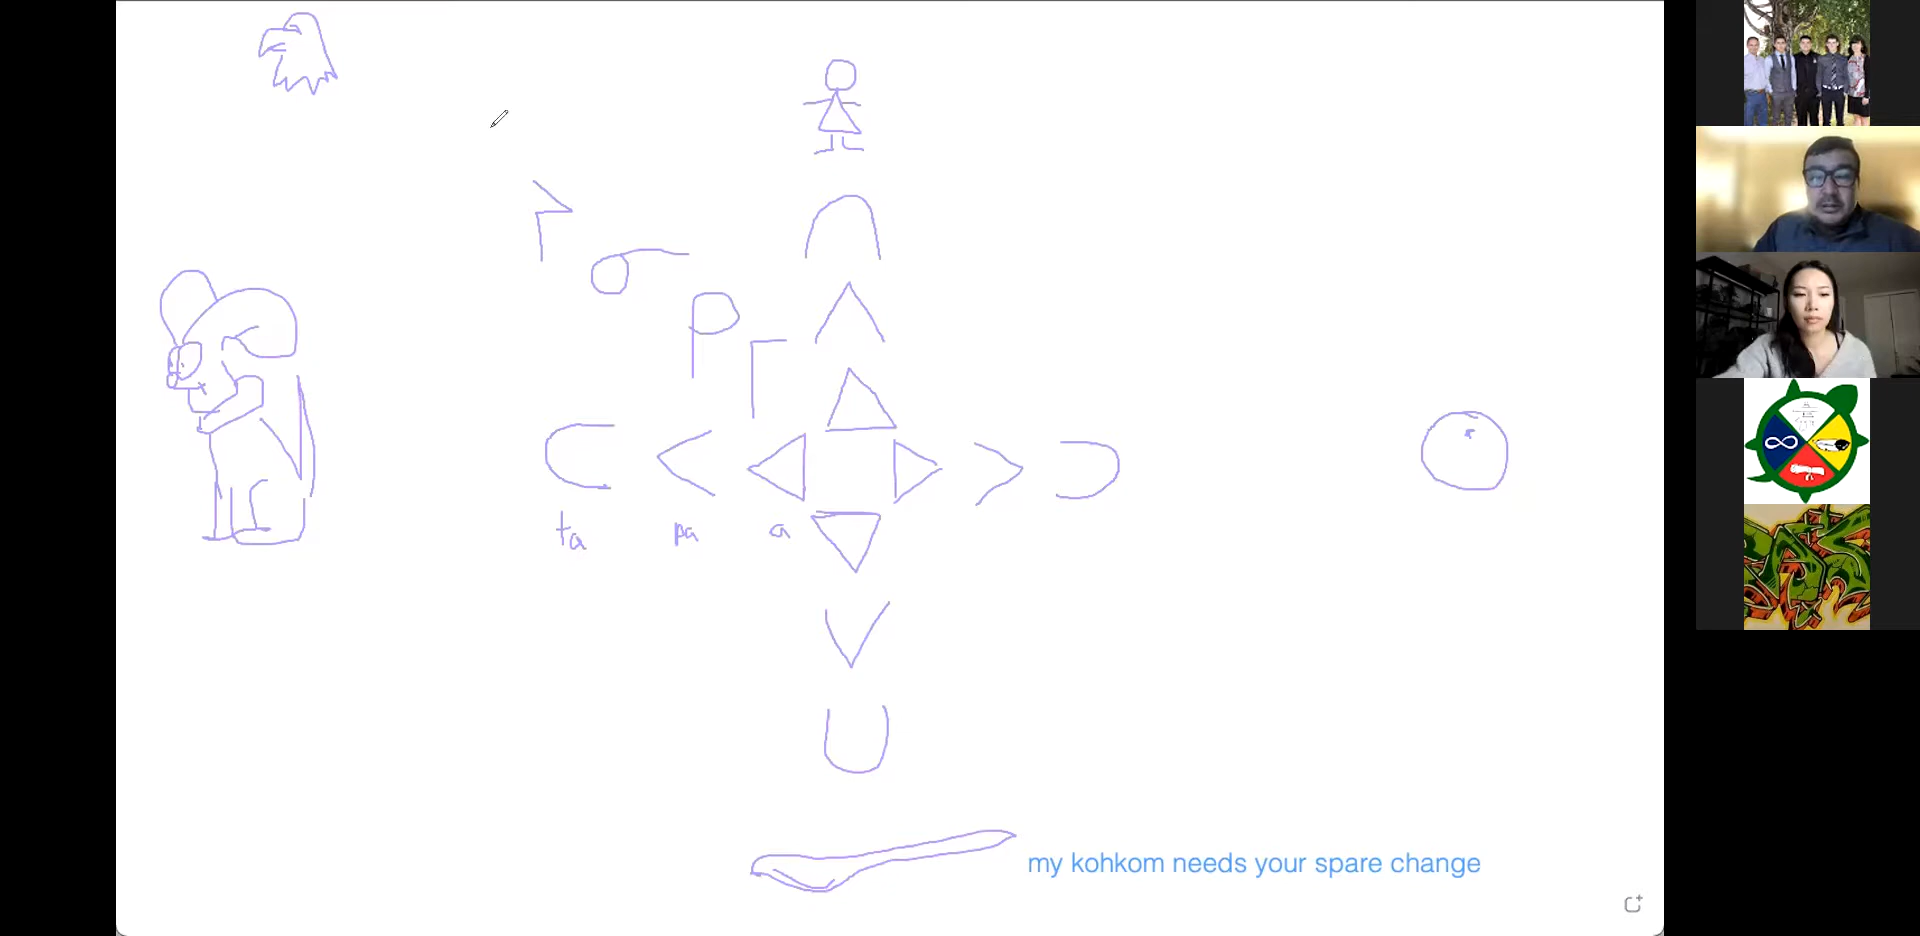 ᔨ
ᑎ
ᓂ
ᐱ
ᑭ
ᒥ
ᐃ
ᑕ ᐸ ᐊ ᐅ ᐳ ᑐ
ta pa a
ᐁ
ᐯ
ᑌ
my kohkom needs your spare change